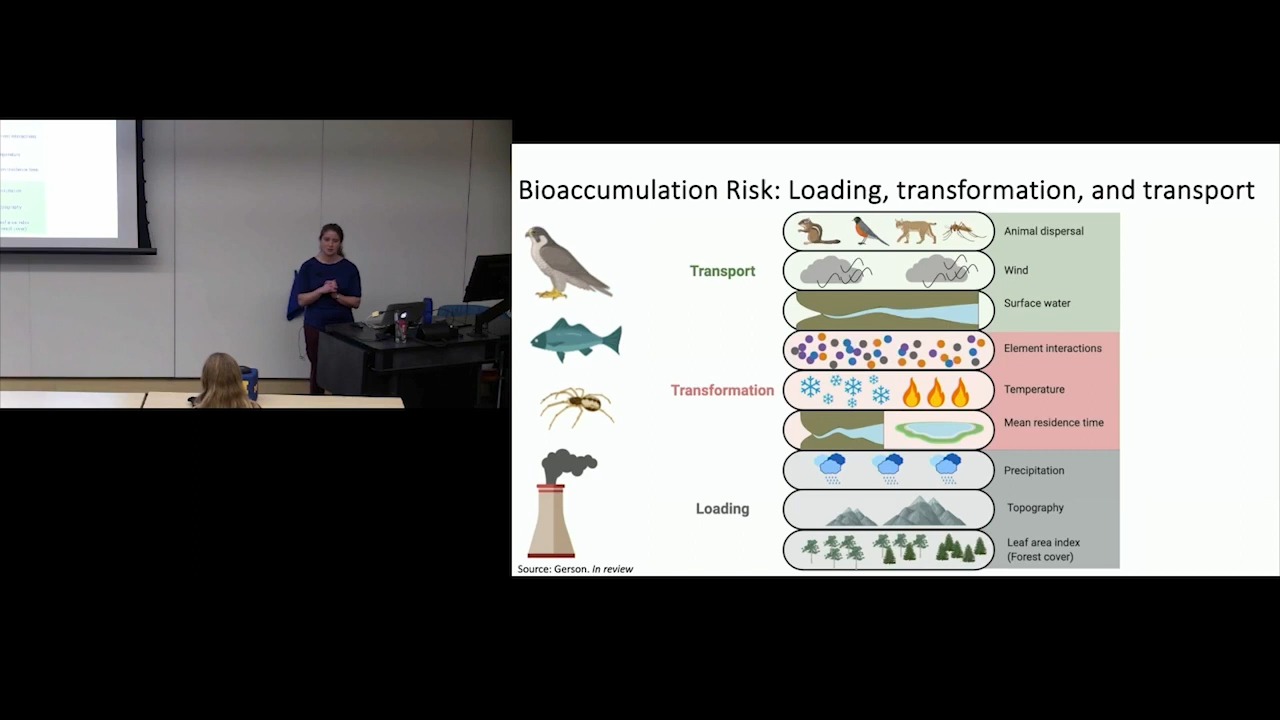 Bioaccumulation Risk: Loading, transformation, and transport
Transport
Animal dispersal
Wind
Surface water
Transformation
Element interactions
Temperature
Mean residence time
Loading
Precipitation
Topography
Leaf area index
(Forest cover)
Source: Gerson. In review